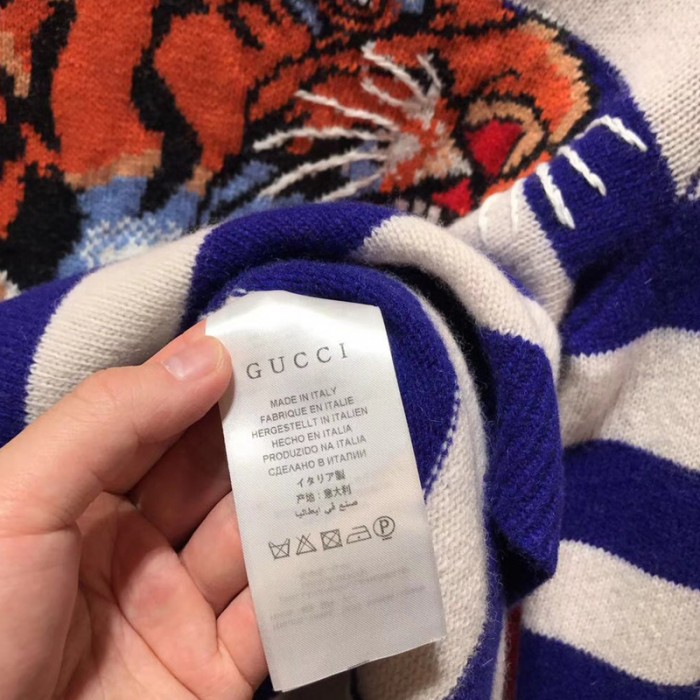 GUCCI
MADE IN ITALY
FABRIQUE EN ITALIE
HERGESTELLT IN ITALIEN
HECHO EN ITALIA
PRODUZIDO NA ITALIA
СДЕЛАНО В ИТАЛИИ
イタリア製
产地：意大利
صنع في إيطاليا
P